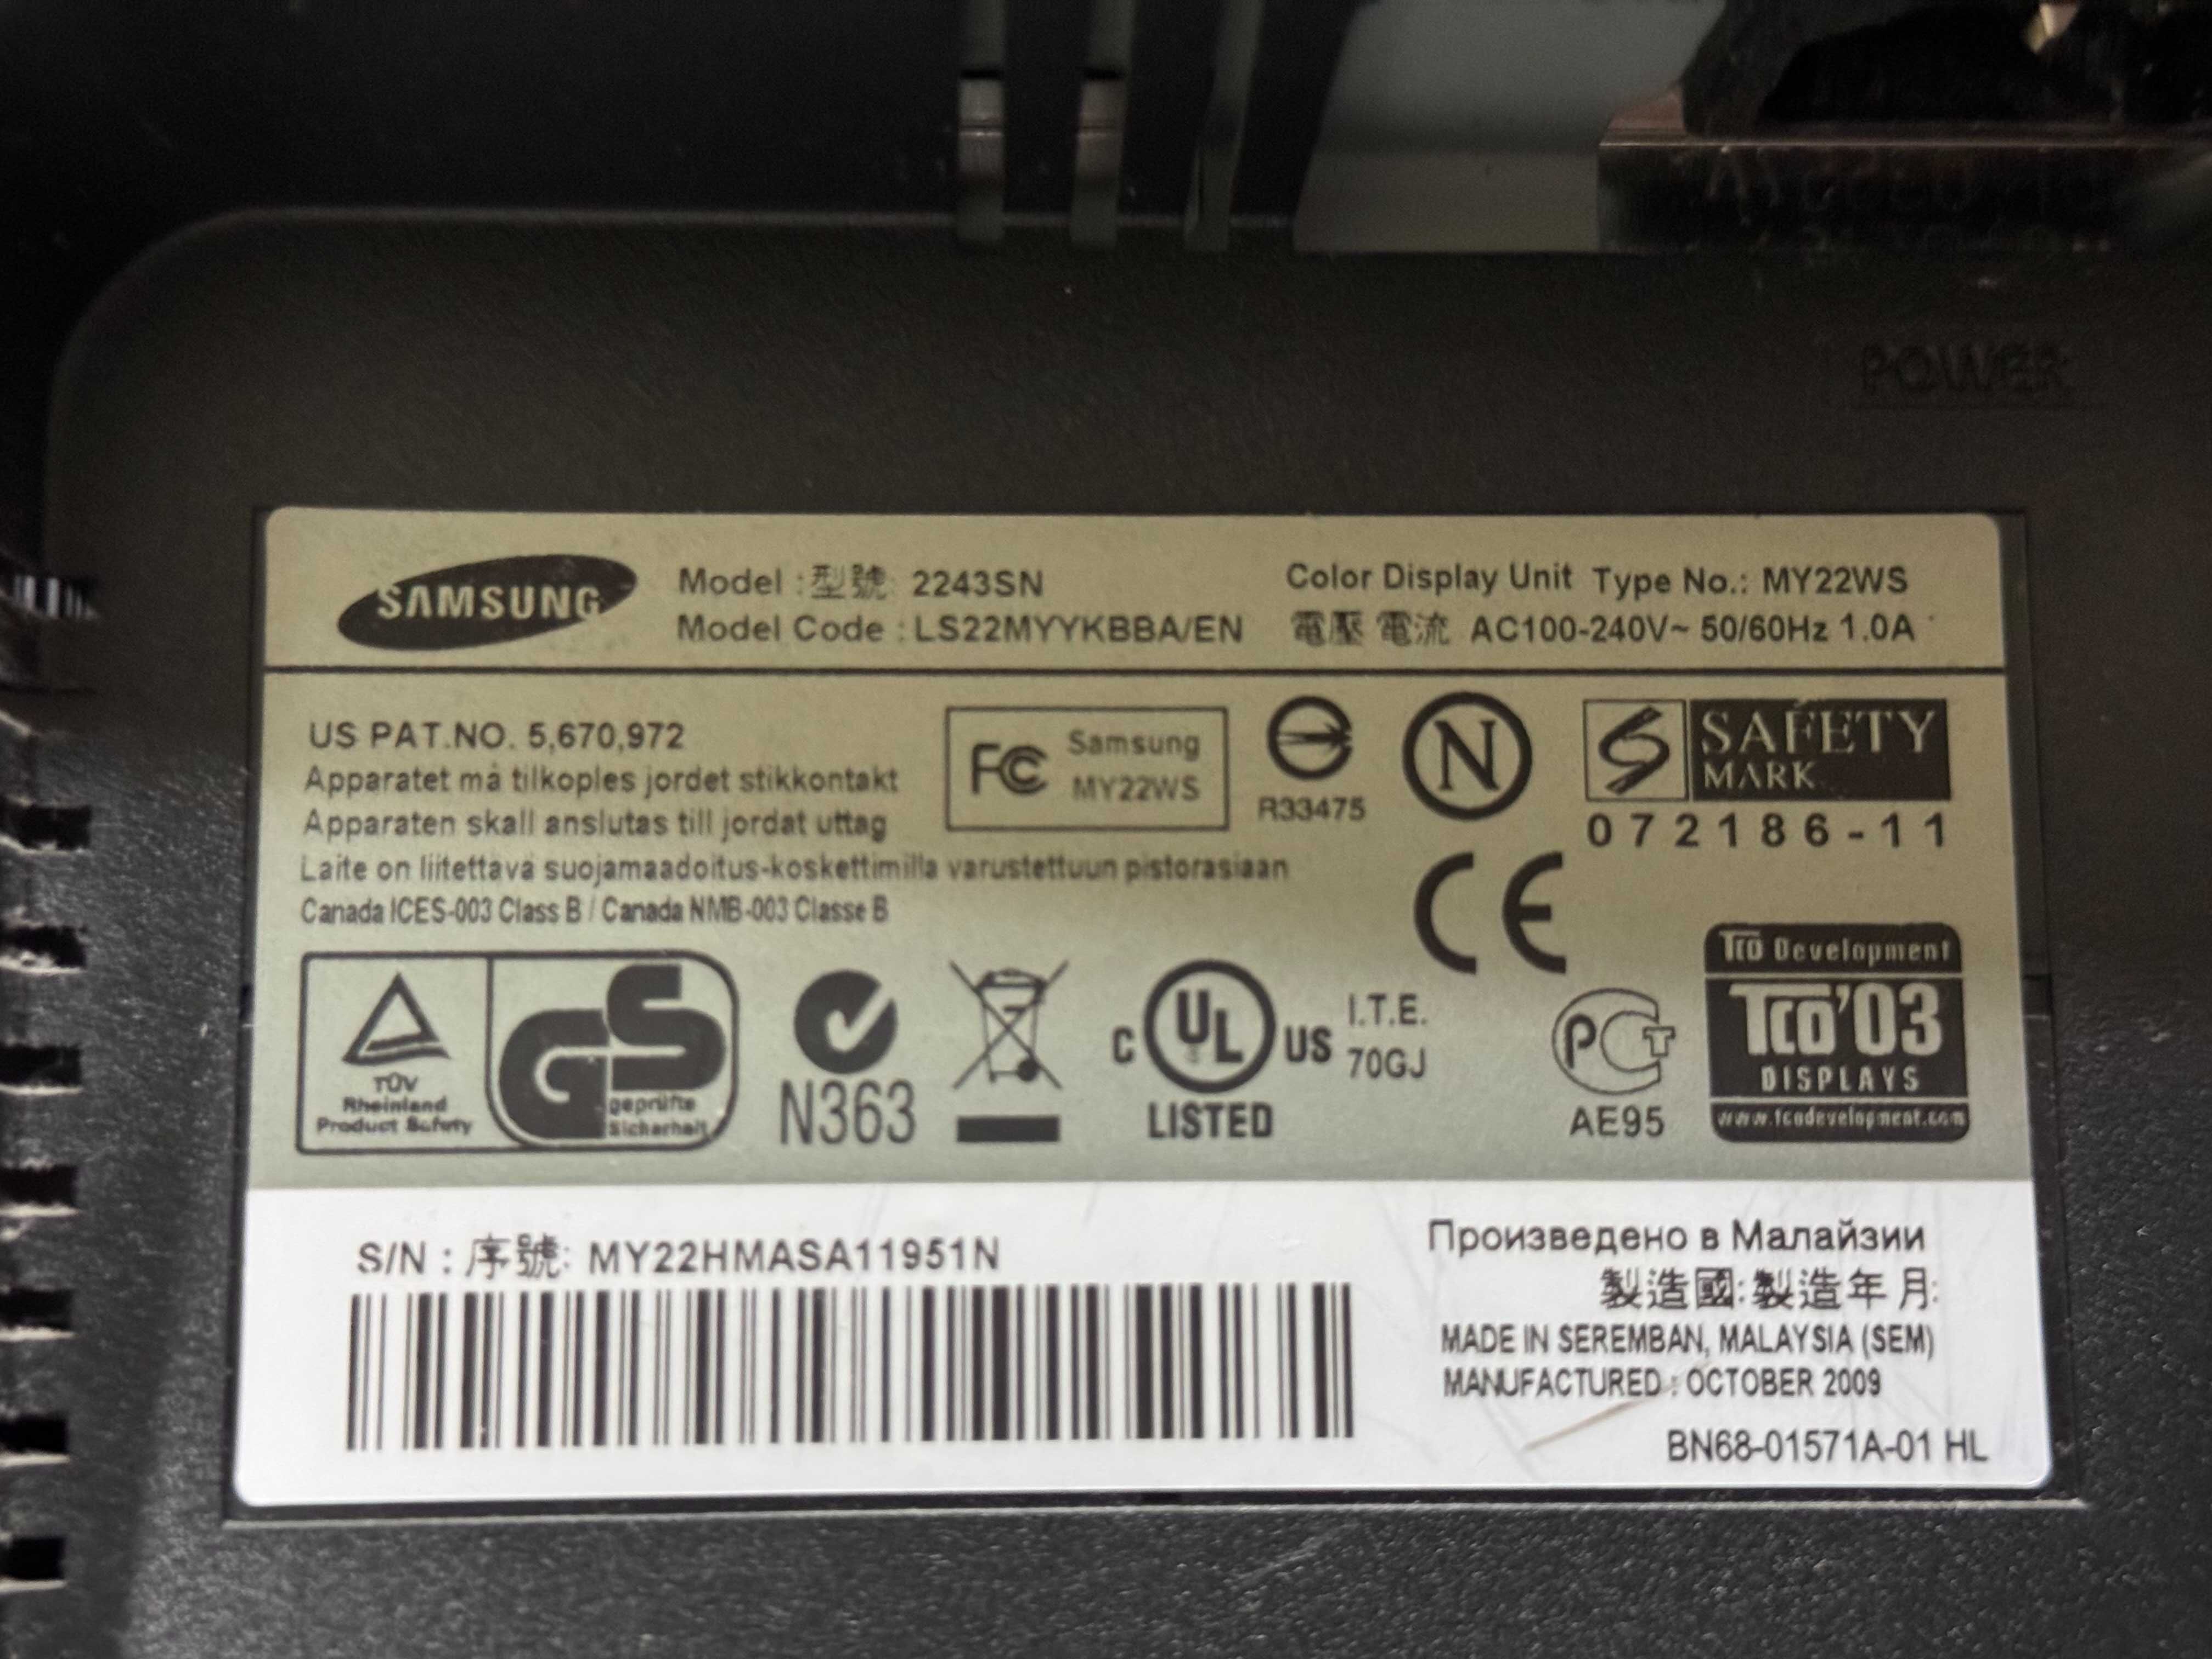 POWER
SAMSUNG
Model : 型號: 2243SN
Model Code : LS22MYYKBBA/EN
Color Display Unit Type No.: MY22WS
電壓 電流 AC100-240V~ 50/60Hz 1.0A
US PAT.NO. 5,670,972
Apparatet må tilkoples jordet stikkontakt
Apparaten skall anslutas till jordat uttag
Laite on liitettävä suojamaadoitus-koskettimilla varustettuun pistorasiaan
Canada ICES-003 Class B / Canada NMB-003 Classe B
FC Samsung
MY22WS
R33475
N
SAFETY
MARK
072186-11
CE
TÜV
Rheinland
Product Safety
GS
geprüfte
Sicherheit
N363
C UL US
LISTED
I.T.E.
70GJ
PCT
AE95
TCO Development
TCO'03
DISPLAYS
www.tcodevelopment.com
S/N : 序號: MY22HMASA11951N
Произведено в Малайзии
製造國: 製造年月:
MADE IN SEREMBAN, MALAYSIA (SEM)
MANUFACTURED : OCTOBER 2009
BN68-01571A-01 HL